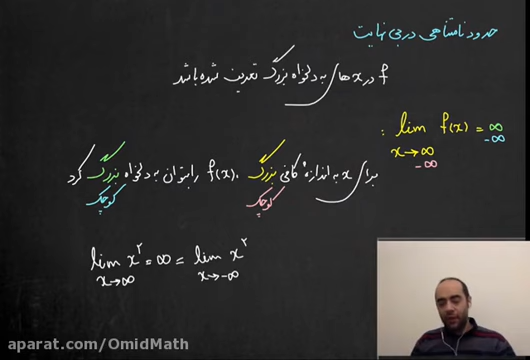 حدود نامتناهی در بی نهایت
f در x های به دلخواه بزرگ تعریف شده باشد
lim f(x) = ∞ :
x→∞ -∞
-∞
برای x به اندازهٔ کافی بزرگ، f(x) را بتوان به دلخواه بزرگ کرد
کوچک کوچک
lim x² = ∞ = lim x²
x→∞ x→-∞
aparat.com/OmidMath